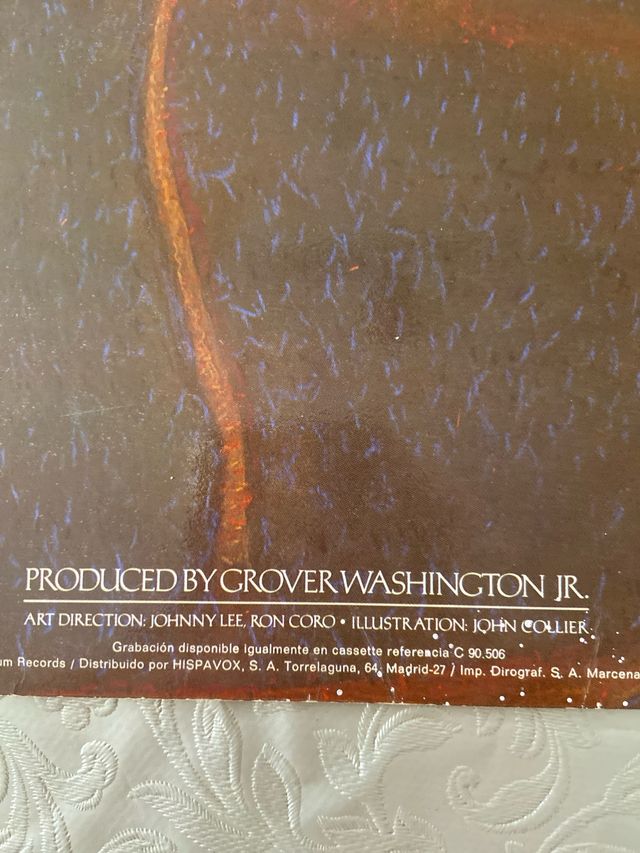 PRODUCED BY GROVER WASHINGTON JR.
ART DIRECTION: JOHNNY LEE, RON CORO • ILLUSTRATION: JOHN COLLIER
Grabación disponible igualmente en cassette referencia C 90.506
um Records / Distribuido por HISPAVOX, S. A. Torrelaguna, 64, Madrid-27 / Imp. Dirograf. S. A. Marcena